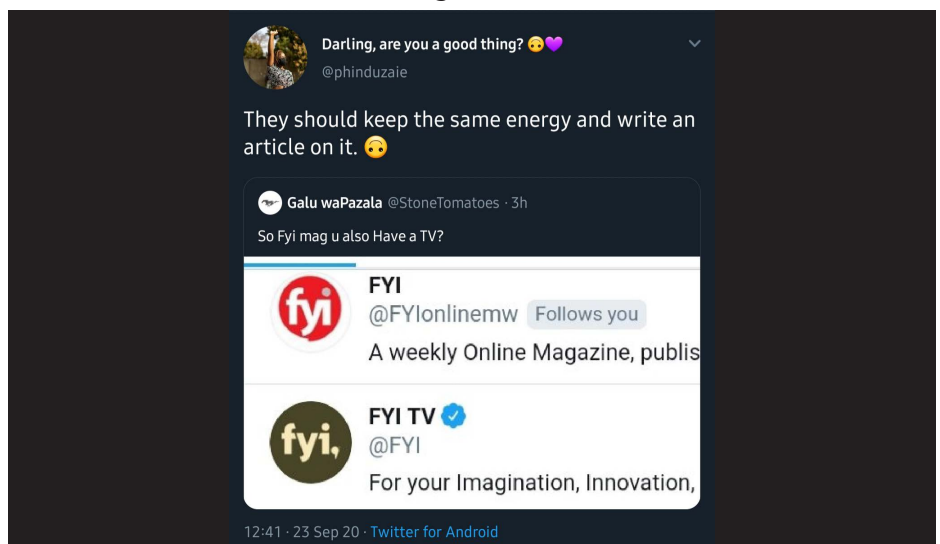 Darling, are you a good thing? 🙃💜
@phinduzaie
They should keep the same energy and write an
article on it. 🙃
Galu waPazala @StoneTomatoes · 3h
So Fyi mag u also Have a TV?
fyi
FYI
@FYIonlinemw Follows you
A weekly Online Magazine, publis
fyi,
FYI TV
@FYI
For your Imagination, Innovation,
12:41 · 23 Sep 20 · Twitter for Android